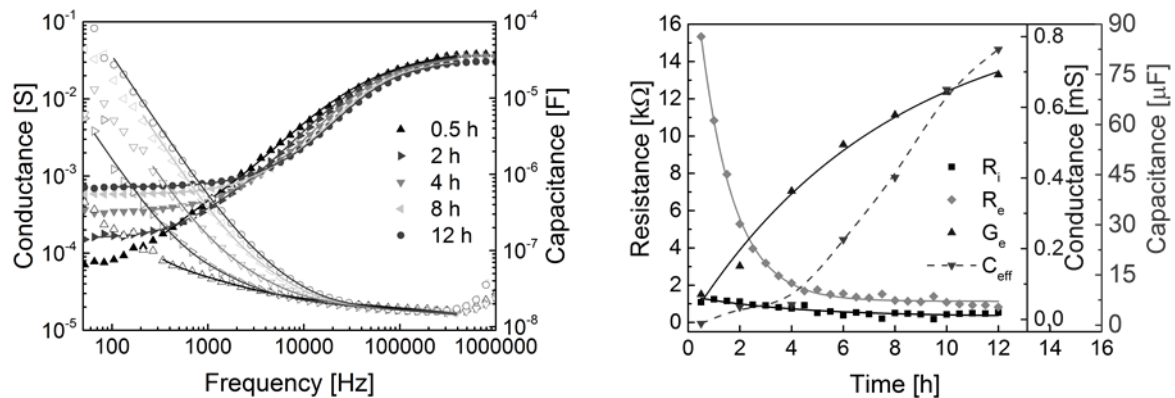 10⁻¹
10⁻²
10⁻³
10⁻⁴
10⁻⁵
Conductance [S]
100
1000
10000
100000
1000000
Frequency [Hz]
10⁻⁴
10⁻⁵
10⁻⁶
10⁻⁷
10⁻⁸
Capacitance [F]
0.5 h
2 h
4 h
8 h
12 h
16
14
12
10
8
6
4
2
0
Resistance [kΩ]
0
2
4
6
8
10
12
14
16
Time [h]
0.8
0.6
0.4
0.2
0.0
Conductance [mS]
90
75
60
45
30
15
0
Capacitance [µF]
Rᵢ
Rₑ
Gₑ
C_eff